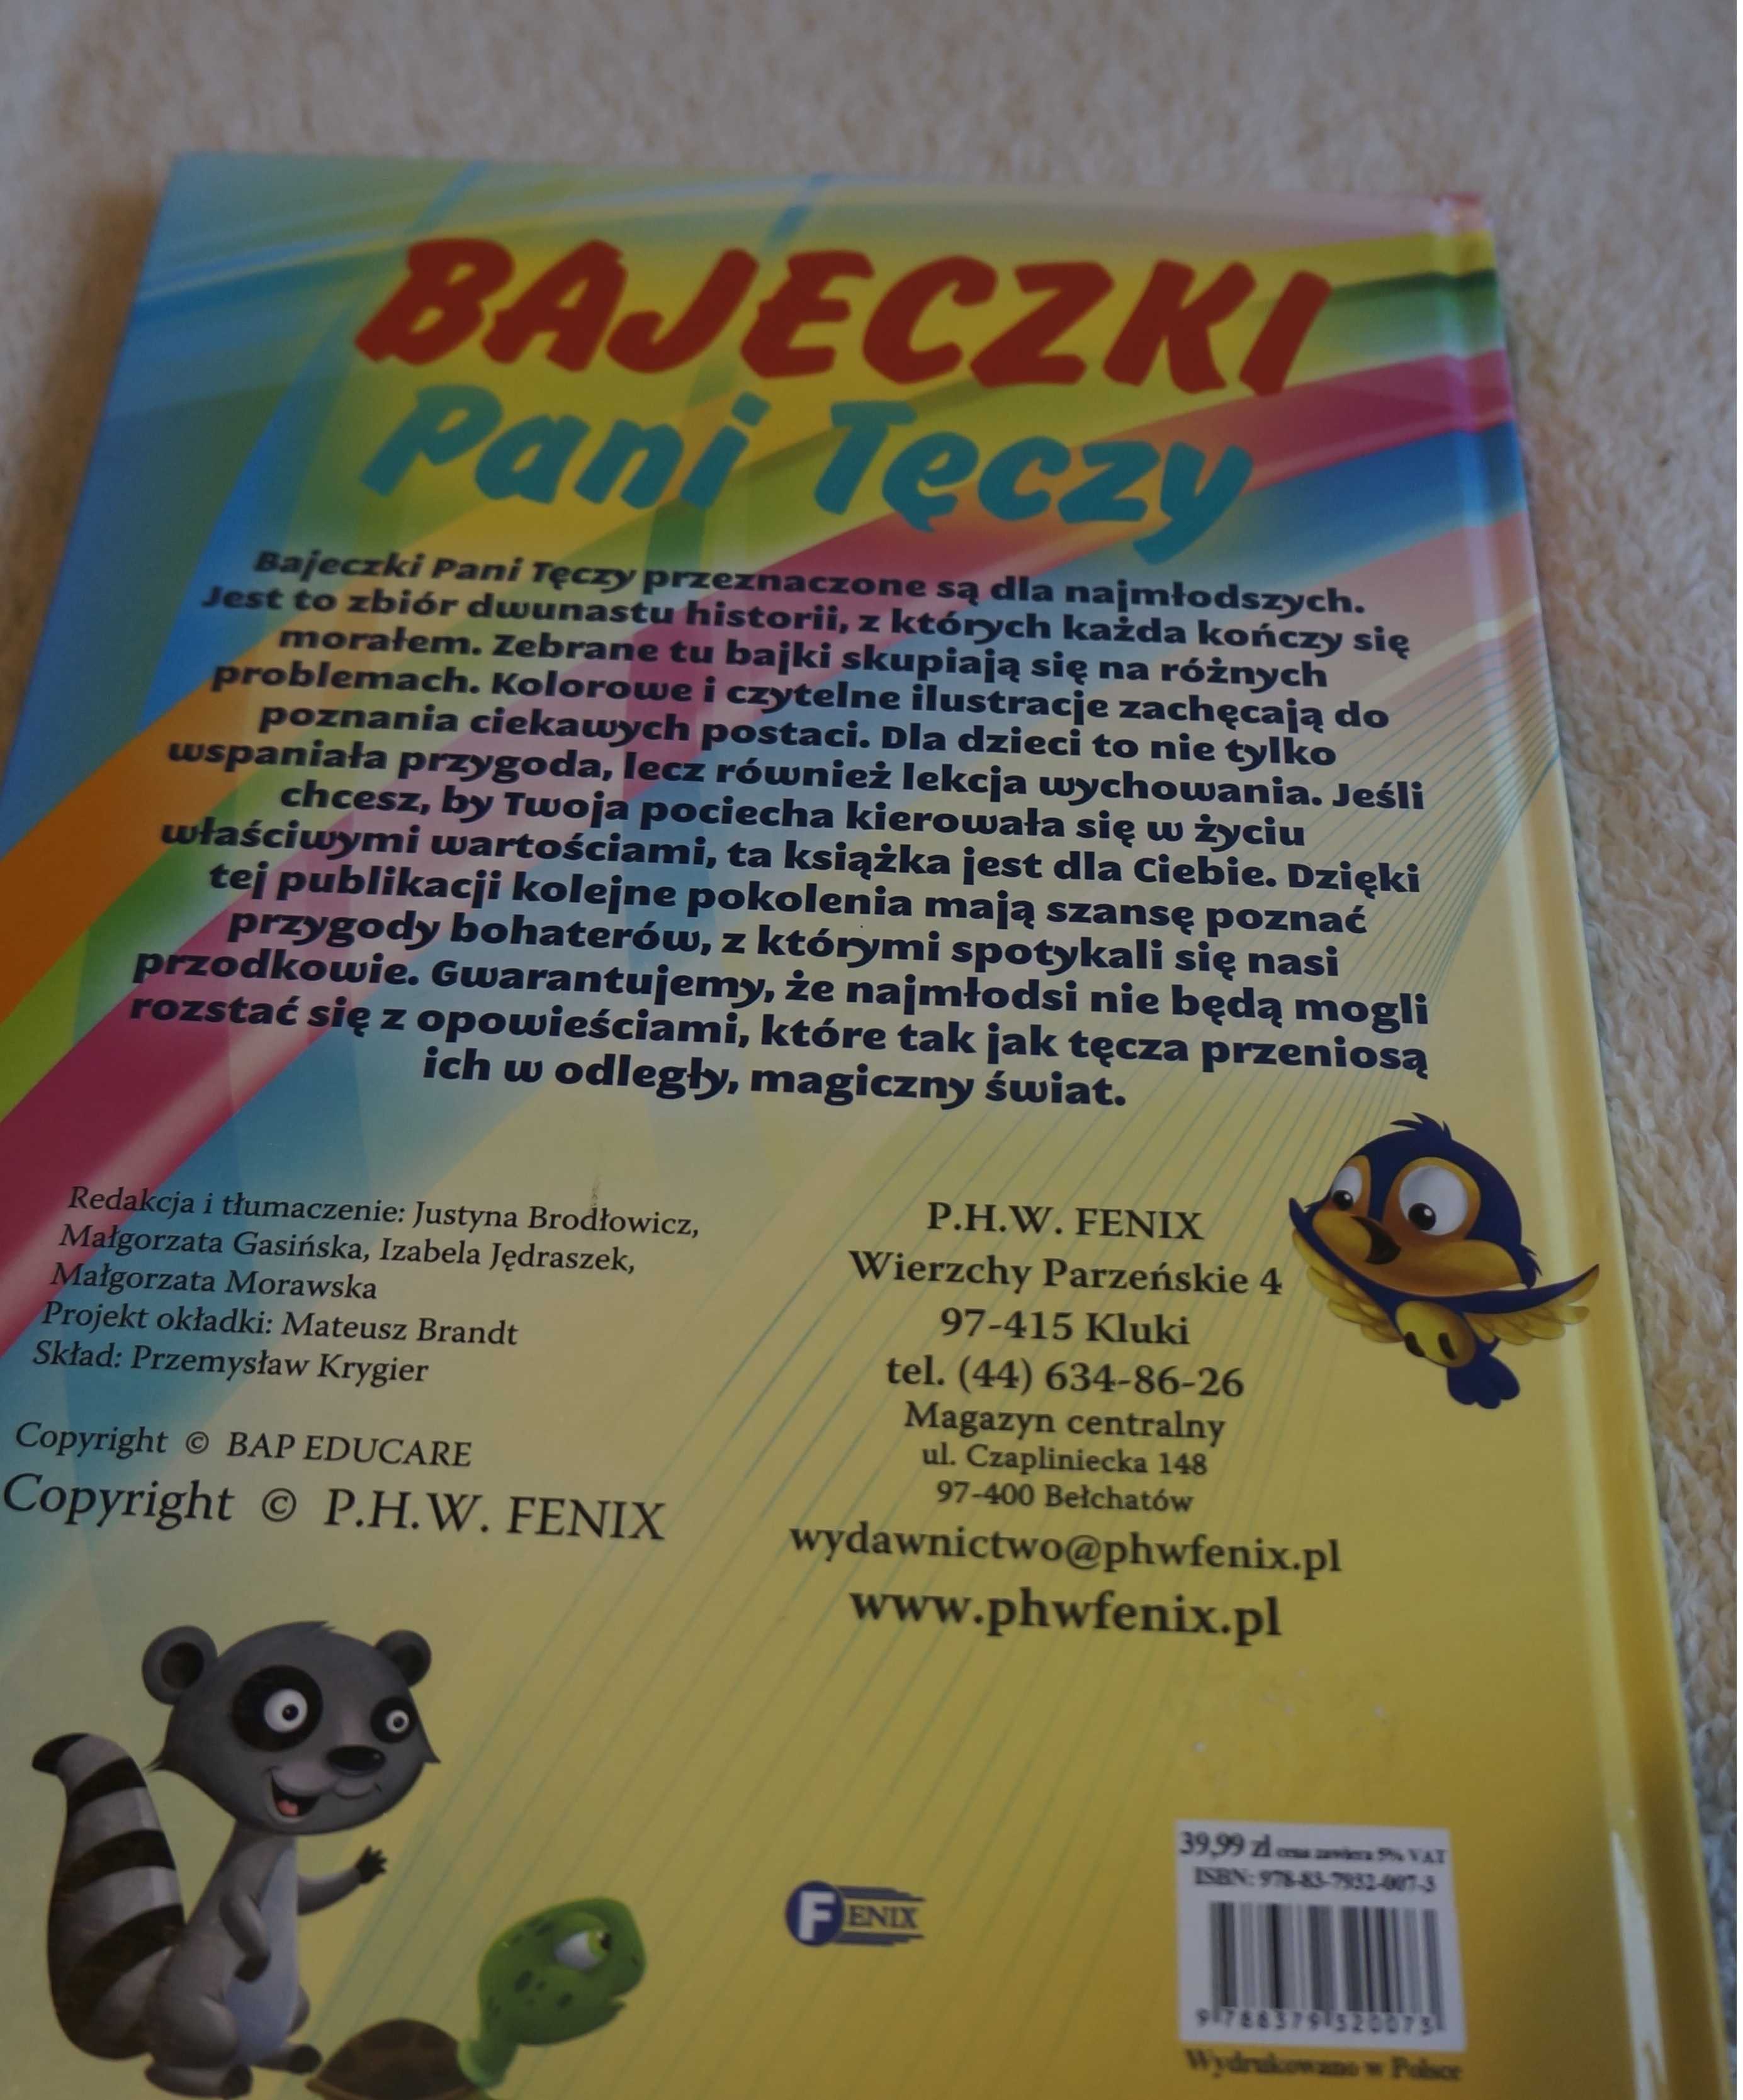 BAJECZKI
Pani Tęczy
Bajeczki Pani Tęczy przeznaczone są dla najmłodszych.
Jest to zbiór dwunastu historii, z których każda kończy się
morałem. Zebrane tu bajki skupiają się na różnych
problemach. Kolorowe i czytelne ilustracje zachęcają do
poznania ciekawych postaci. Dla dzieci to nie tylko
wspaniała przygoda, lecz również lekcja wychowania. Jeśli
chcesz, by Twoja pociecha kierowała się w życiu
właściwymi wartościami, ta książka jest dla Ciebie. Dzięki
tej publikacji kolejne pokolenia mają szansę poznać
przygody bohaterów, z którymi spotykali się nasi
przodkowie. Gwarantujemy, że najmłodsi nie będą mogli
rozstać się z opowieściami, które tak jak tęcza przeniosą
ich w odległy, magiczny świat.
Redakcja i tłumaczenie: Justyna Brodłowicz,
Małgorzata Gasińska, Izabela Jędraszek,
Małgorzata Morawska
Projekt okładki: Mateusz Brandt
Skład: Przemysław Krygier
Copyright © BAP EDUCARE
Copyright © P.H.W. FENIX
P.H.W. FENIX
Wierzchy Parzeńskie 4
97-415 Kluki
tel. (44) 634-86-26
Magazyn centralny
ul. Czapliniecka 148
97-400 Bełchatów
wydawnictwo@phwfenix.pl
www.phwfenix.pl
FENIX
39,99 zł cena zawiera 5% VAT
ISBN: 978-83-7932-007-3
9 788379 320073
Wydrukowano w Polsce